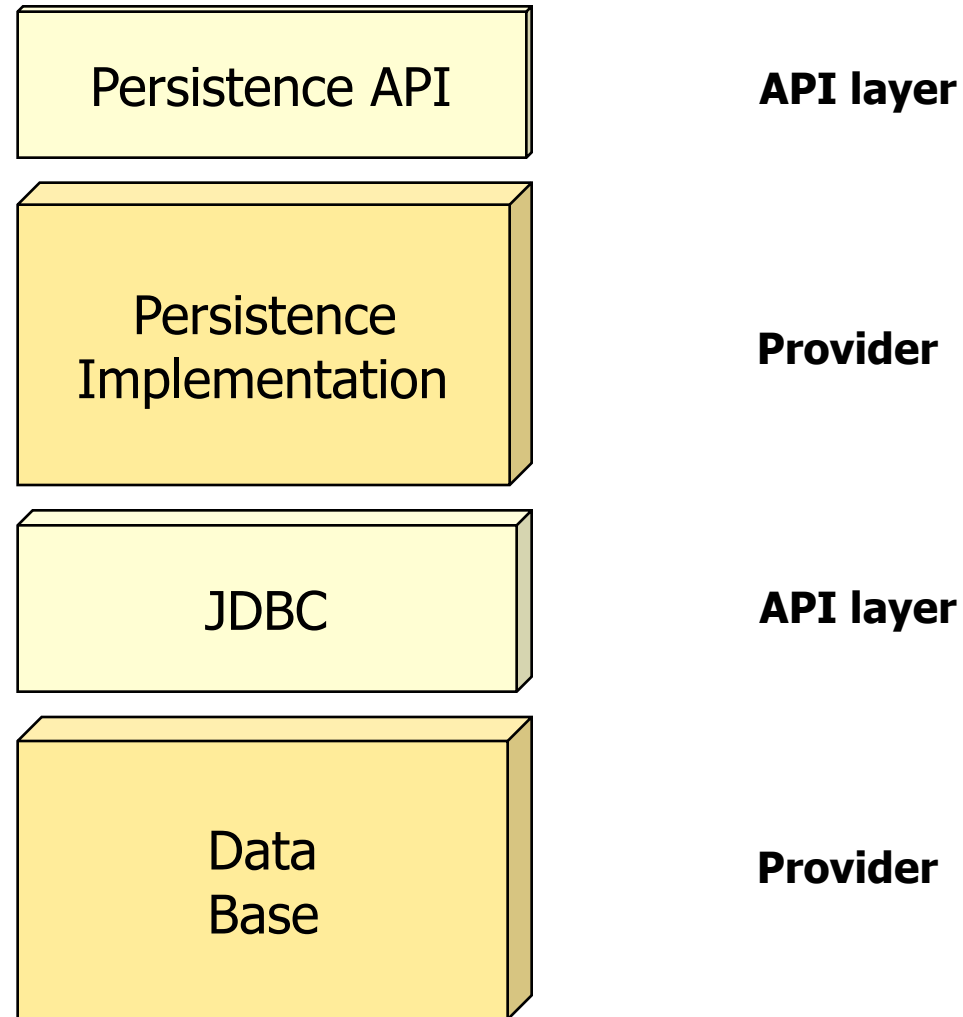 Persistence API
API layer
Persistence
Implementation
Provider
JDBC
API layer
Data
Base
Provider